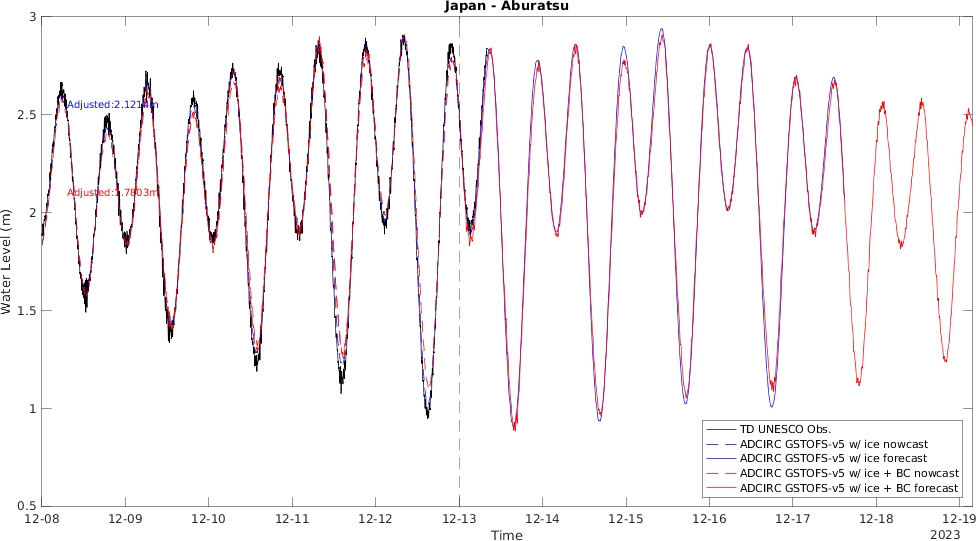 Japan - Aburatsu
3
2.5
2
1.5
1
0.5
Water Level (m)
Adjusted:2.121
Adjusted:1.7803m
12-08
12-09
12-10
12-11
12-12
12-13
12-14
12-15
12-16
12-17
12-18
12-19
Time
2023
TD UNESCO Obs.
ADCIRC GSTOFS-v5 w/ ice nowcast
ADCIRC GSTOFS-v5 w/ ice forecast
ADCIRC GSTOFS-v5 w/ ice + BC nowcast
ADCIRC GSTOFS-v5 w/ ice + BC forecast